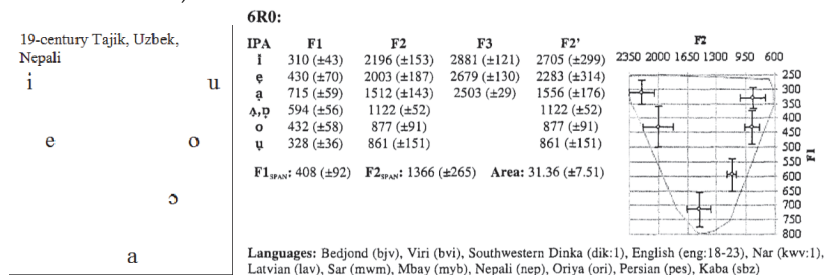 19-century Tajik, Uzbek,
Nepali
i u
e o
ɔ
a
6R0:
IPA F1 F2 F3 F2'
i̞ 310 (±43) 2196 (±153) 2881 (±121) 2705 (±299)
e̞ 430 (±70) 2003 (±187) 2679 (±130) 2283 (±314)
a̞ 715 (±59) 1512 (±143) 2503 (±29) 1556 (±176)
594 (±56) 1122 (±52) 1122 (±52)
o 432 (±58) 877 (±91) 877 (±91)
ụ 328 (±36) 861 (±151) 861 (±151)
F1SPAN: 408 (±92) F2SPAN: 1366 (±265) Area: 31.36 (±7.51)
F2
2350 2000 1650 1300 950 600
250
300
350
400
450
500
550
600
650
700
750
800
F1
Languages: Bedjond (bjv), Viri (bvi), Southwestern Dinka (dik:1), English (eng:18-23), Nar (kwv:1),
Latvian (lav), Sar (mwm), Mbay (myb), Nepali (nep), Oriya (ori), Persian (pes), Kaba (sbz)